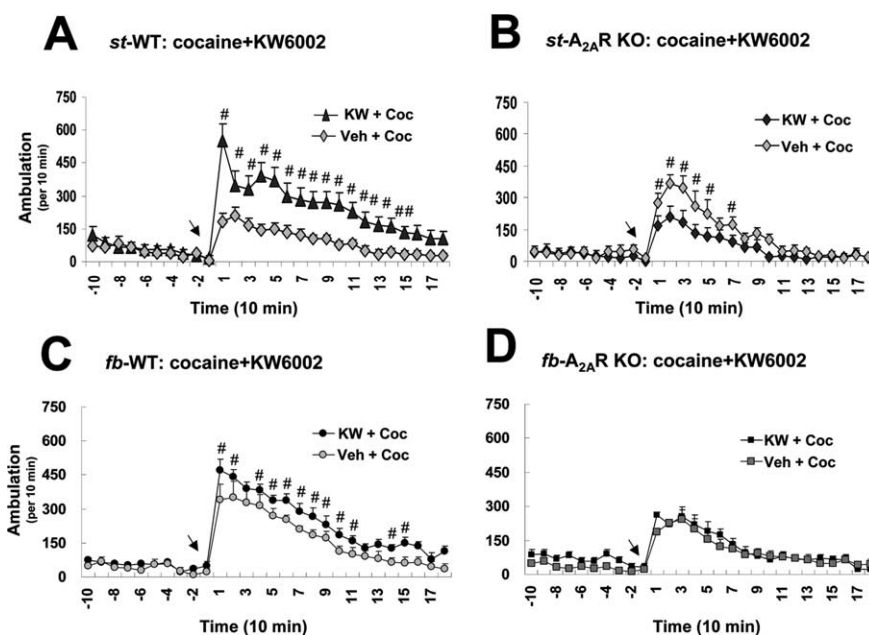 A st-WT: cocaine+KW6002
750
600
450
300
150
0
Ambulation
(per 10 min)
KW + Coc
Veh + Coc
# # # # # # # # # # # # # # ##
-10 -8 -6 -4 -2 1 3 5 7 9 11 13 15 17
Time (10 min)
B st-A2AR KO: cocaine+KW6002
750
600
450
300
150
0
KW + Coc
Veh + Coc
# # # # # #
-10 -8 -6 -4 -2 1 3 5 7 9 11 13 15 17
Time (10 min)
C fb-WT: cocaine+KW6002
750
600
450
300
150
0
Ambulation
(per 10 min)
KW + Coc
Veh + Coc
# # # # # # # # # # # #
-10 -8 -6 -4 -2 1 3 5 7 9 11 13 15 17
Time (10 min)
D fb-A2AR KO: cocaine+KW6002
750
600
450
300
150
0
KW + Coc
Veh + Coc
-10 -8 -6 -4 -2 1 3 5 7 9 11 13 15 17
Time (10 min)